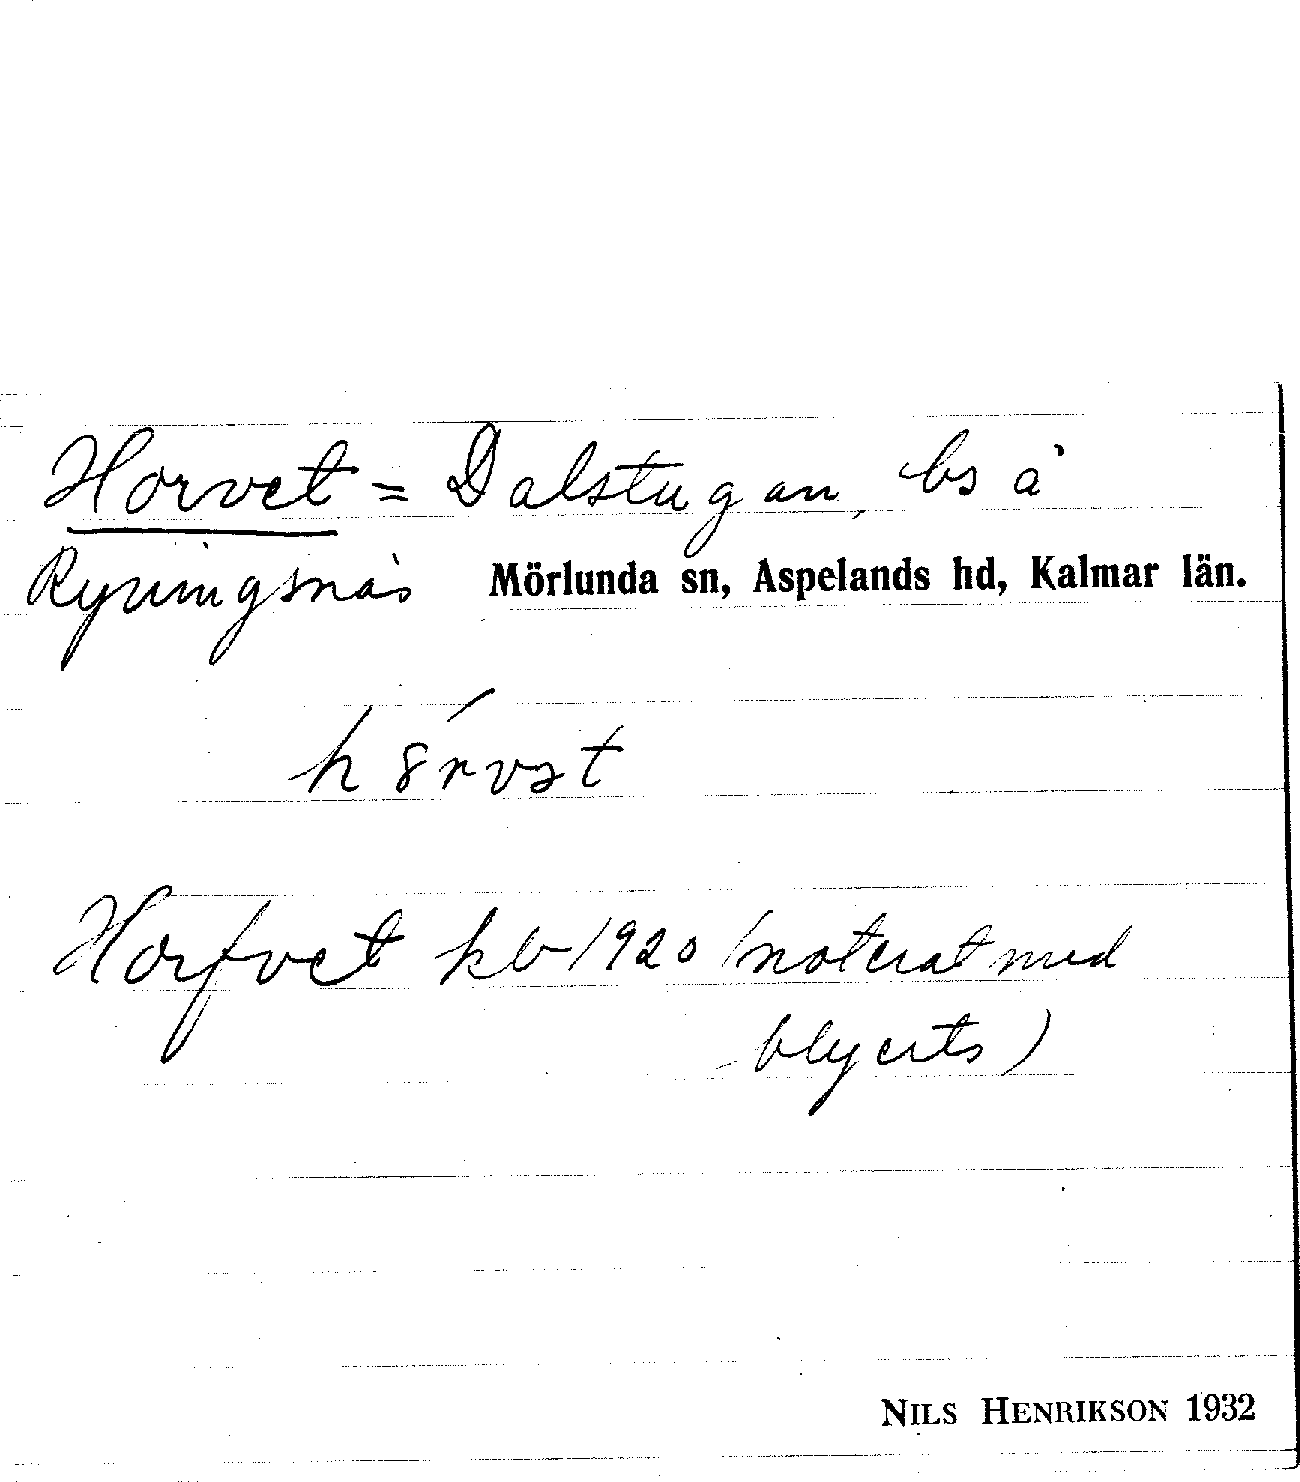 Horvet = Dalstugan, bs å
Ryningsnäs Mörlunda sn, Aspelands hd, Kalmar län.
Horfvet kb 1920 (noterat med
blyerts)
NILS HENRIKSON 1932